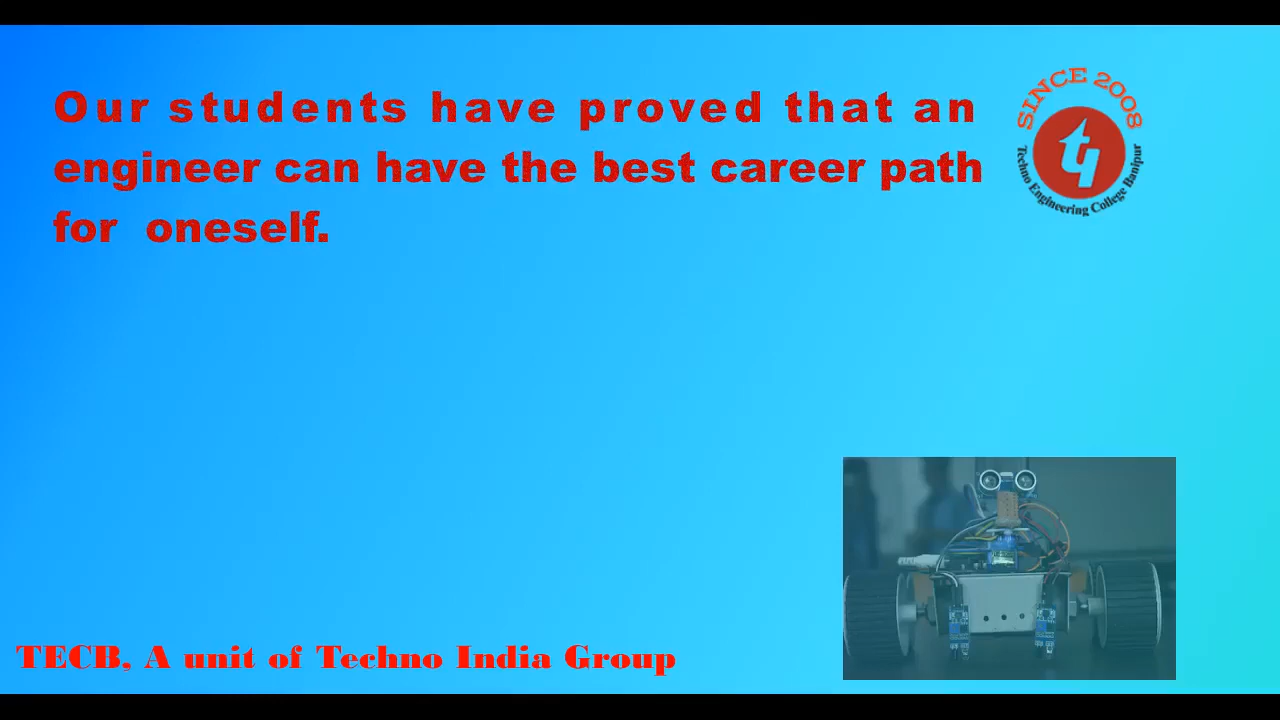 Our students have proved that an
engineer can have the best career path
for oneself.
SINCE 2008
Techno Engineering College Banipur
TECB, A unit of Techno India Group